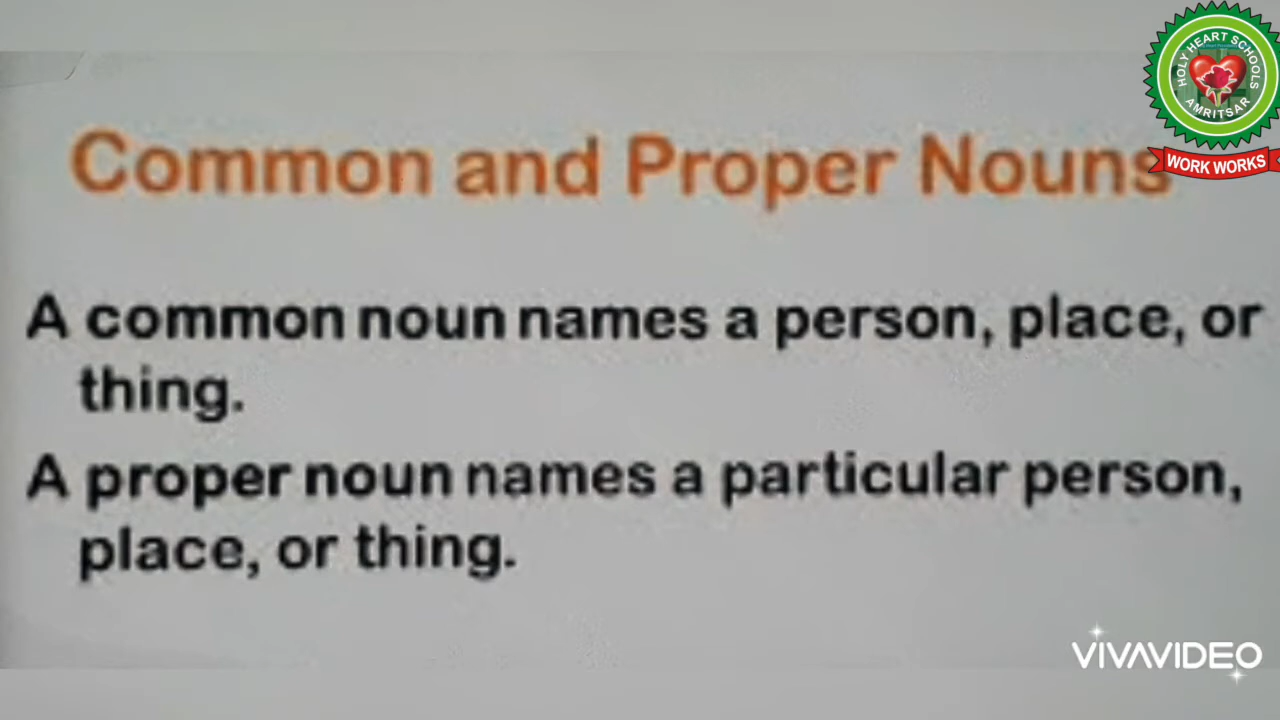 HOLY HEART SCHOOLS
AMRITSAR
WORK WORKS
Common and Proper Nouns
A common noun names a person, place, or
thing.
A proper noun names a particular person,
place, or thing.
VIVAVIDEO